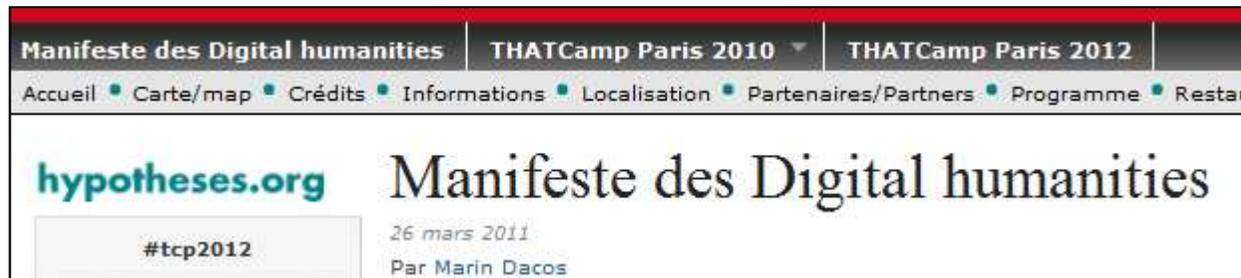 Manifeste des Digital humanities THATCamp Paris 2010 THATCamp Paris 2012
Accueil • Carte/map • Crédits • Informations • Localisation • Partenaires/Partners • Programme • Restau
hypotheses.org
#tcp2012
Manifeste des Digital humanities
26 mars 2011
Par Marin Dacos